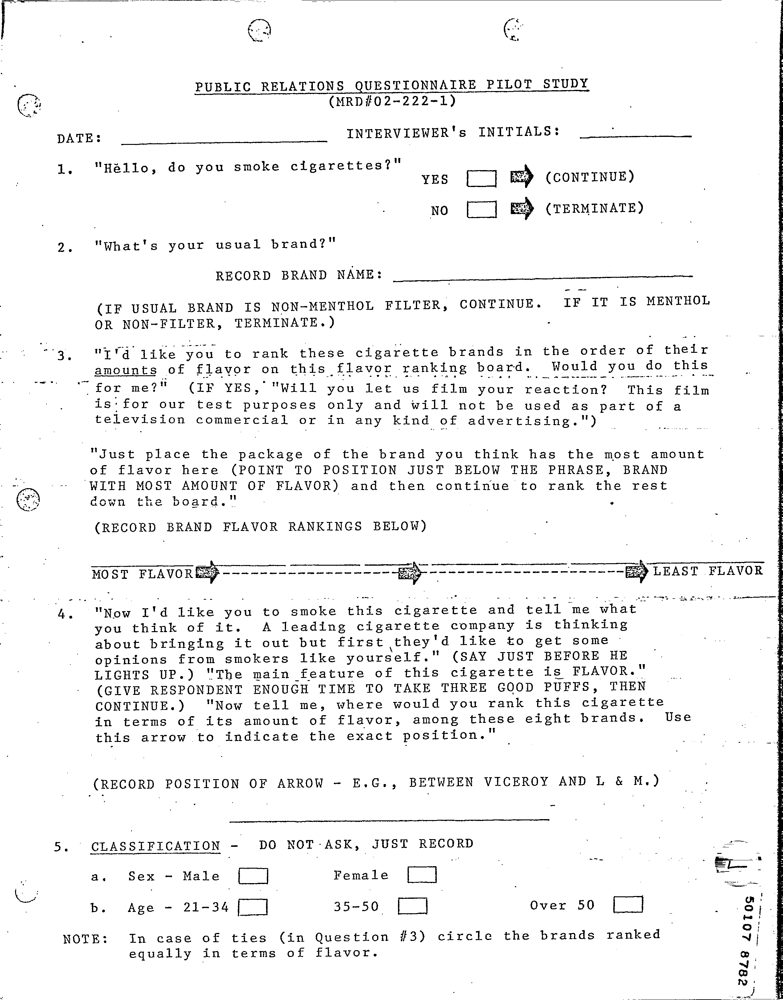 PUBLIC RELATIONS QUESTIONNAIRE PILOT STUDY
(MRD#02-222-1)
DATE: INTERVIEWER's INITIALS:
1. "Hello, do you smoke cigarettes?"
YES (CONTINUE)
NO (TERMINATE)
2. "What's your usual brand?"
RECORD BRAND NAME:
(IF USUAL BRAND IS NON-MENTHOL FILTER, CONTINUE. IF IT IS MENTHOL
OR NON-FILTER, TERMINATE.)
3. "I'd like you to rank these cigarette brands in the order of their
amounts of flavor on this flavor ranking board. Would you do this
for me?" (IF YES, "Will you let us film your reaction? This film
is for our test purposes only and will not be used as part of a
television commercial or in any kind of advertising.")
"Just place the package of the brand you think has the most amount
of flavor here (POINT TO POSITION JUST BELOW THE PHRASE, BRAND
WITH MOST AMOUNT OF FLAVOR) and then continue to rank the rest
down the board."
(RECORD BRAND FLAVOR RANKINGS BELOW)
MOST FLAVOR LEAST FLAVOR
4. "Now I'd like you to smoke this cigarette and tell me what
you think of it. A leading cigarette company is thinking
about bringing it out but first they'd like to get some
opinions from smokers like yourself." (SAY JUST BEFORE HE
LIGHTS UP.) "The main feature of this cigarette is FLAVOR."
(GIVE RESPONDENT ENOUGH TIME TO TAKE THREE GOOD PUFFS, THEN
CONTINUE.) "Now tell me, where would you rank this cigarette
in terms of its amount of flavor, among these eight brands. Use
this arrow to indicate the exact position."
(RECORD POSITION OF ARROW - E.G., BETWEEN VICEROY AND L & M.)
5. CLASSIFICATION - DO NOT ASK, JUST RECORD
a. Sex - Male Female
b. Age - 21-34 35-50 Over 50
NOTE: In case of ties (in Question #3) circle the brands ranked
equally in terms of flavor.
50107 8782